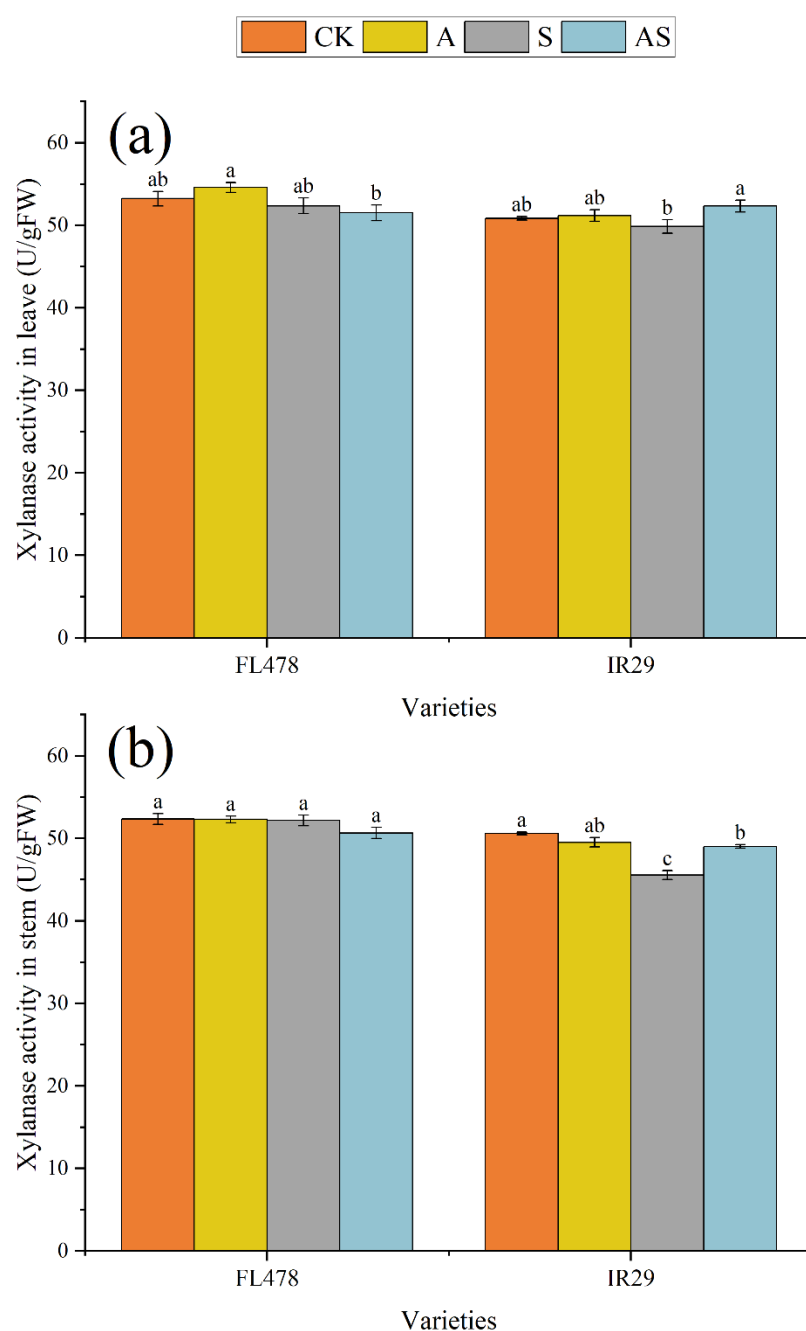 CK A S AS
(a)
Xylanase activity in leave (U/gFW)
60
50
40
30
20
10
0
ab a ab b ab ab b a
FL478 IR29
Varieties
(b)
Xylanase activity in stem (U/gFW)
60
50
40
30
20
10
0
a a a a a ab c b
FL478 IR29
Varieties